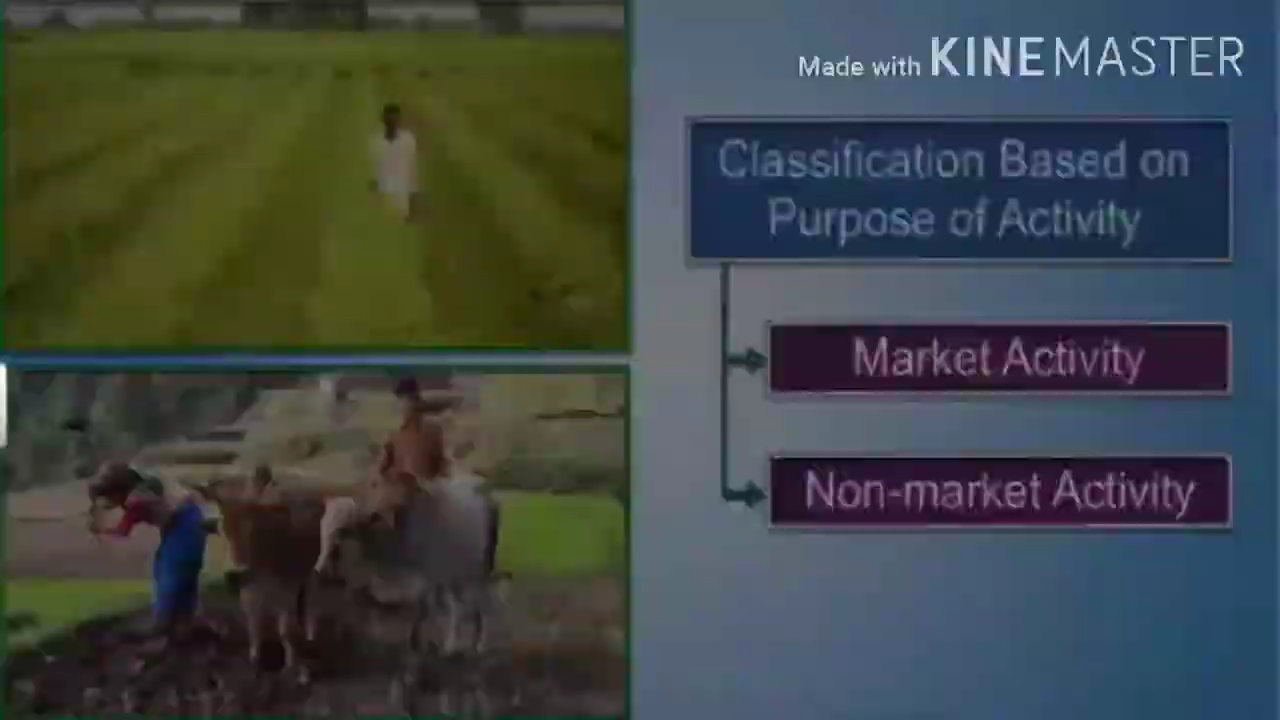 Made with KINEMASTER
Classification Based on
Purpose of Activity
Market Activity
Non-market Activity